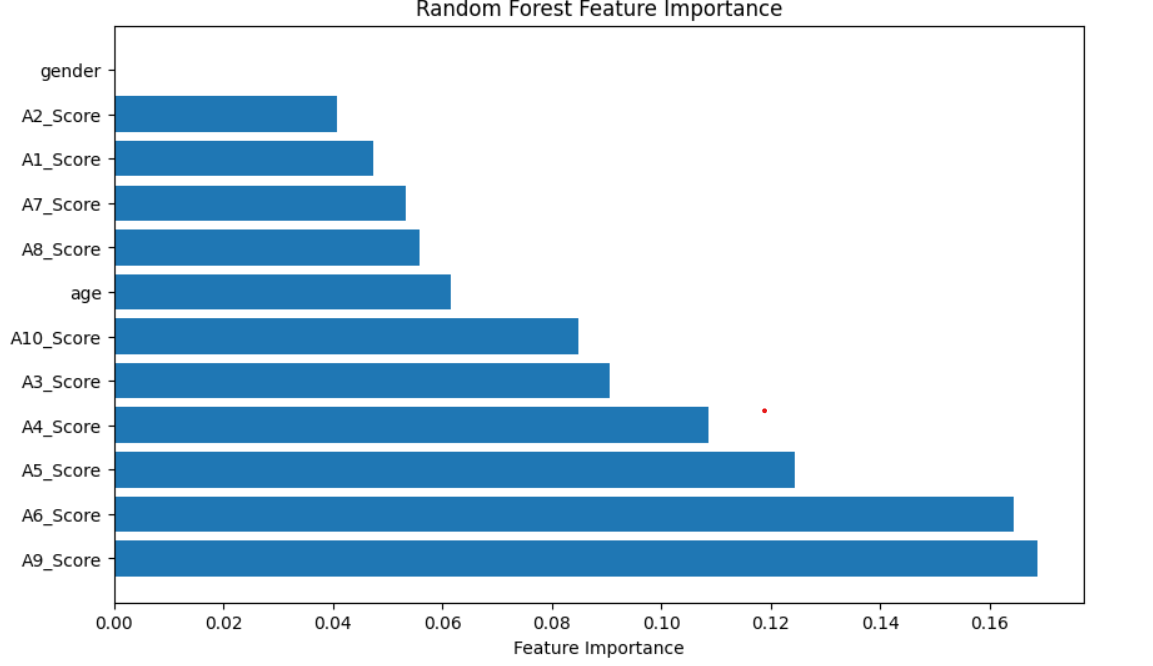 Random Forest Feature Importance
gender
A2_Score
A1_Score
A7_Score
A8_Score
age
A10_Score
A3_Score
A4_Score
A5_Score
A6_Score
A9_Score
0.00 0.02 0.04 0.06 0.08 0.10 0.12 0.14 0.16
Feature Importance